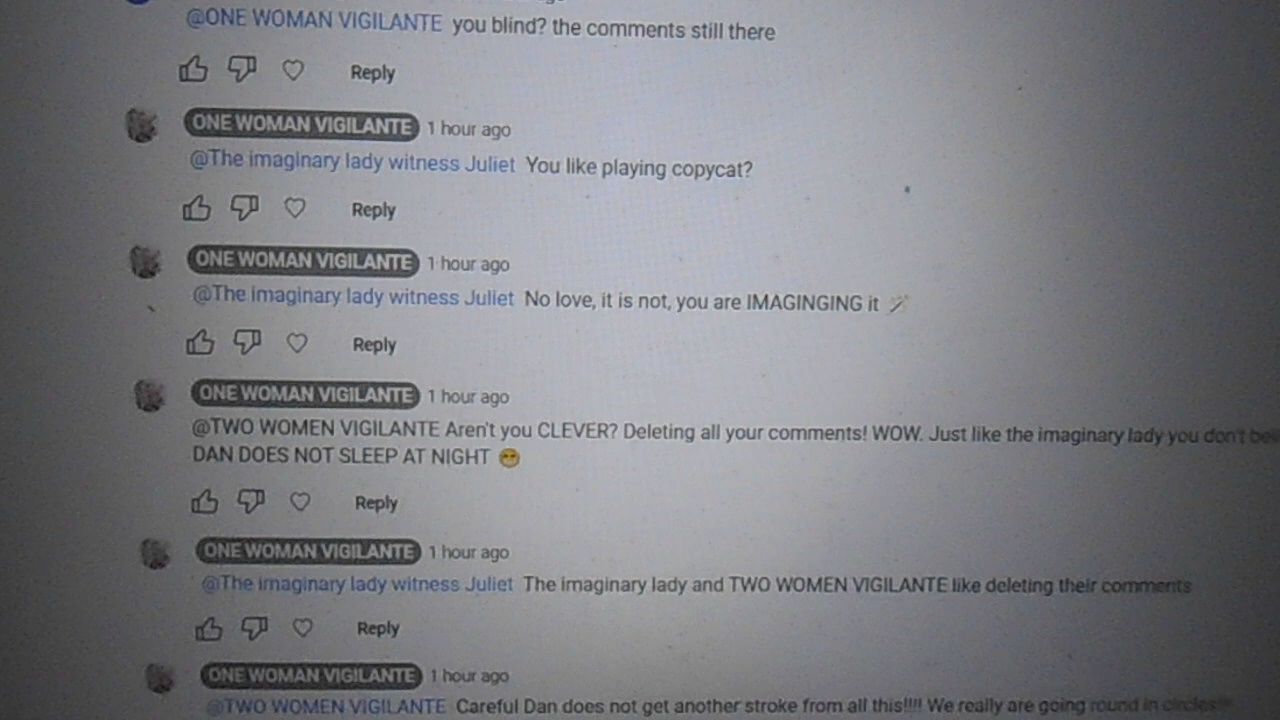 @ONE WOMAN VIGILANTE you blind? the comments still there
Reply
ONE WOMAN VIGILANTE 1 hour ago
@The imaginary lady witness Juliet You like playing copycat?
Reply
ONE WOMAN VIGILANTE 1 hour ago
@The imaginary lady witness Juliet No love, it is not, you are IMAGINGING it
Reply
ONE WOMAN VIGILANTE 1 hour ago
@TWO WOMEN VIGILANTE Aren't you CLEVER? Deleting all your comments! WOW. Just like the imaginary lady you don't
DAN DOES NOT SLEEP AT NIGHT 😁
Reply
ONE WOMAN VIGILANTE 1 hour ago
@The imaginary lady witness Juliet The imaginary lady and TWO WOMEN VIGILANTE like deleting their comments
Reply
ONE WOMAN VIGILANTE 1 hour ago
@TWO WOMEN VIGILANTE Careful Dan does not get another stroke from all this!!!! We really are going round in circles